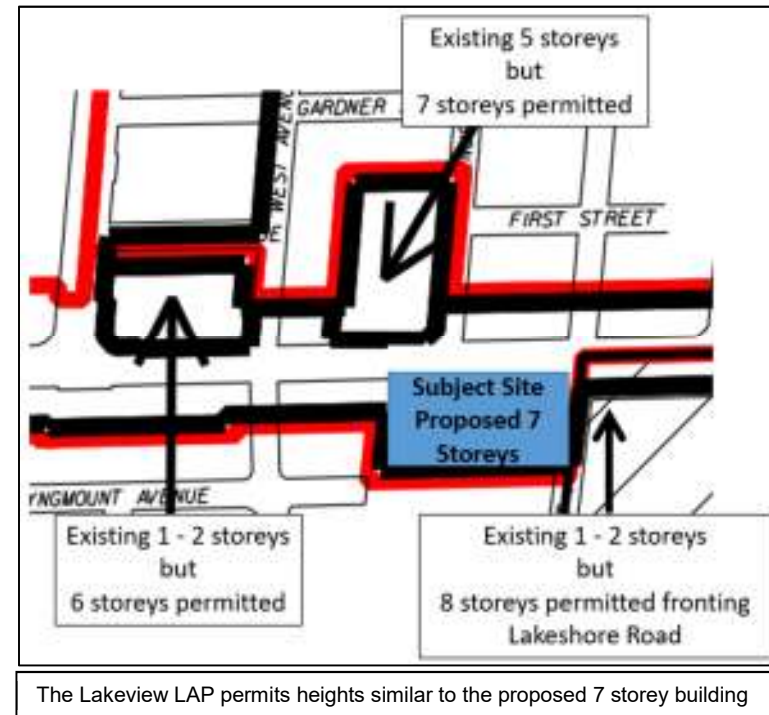 Existing 5 storeys
but
7 storeys permitted
GARDNER
WEST AVENU
FIRST STREET
Subject Site
Proposed 7
Storeys
YNGMOUNT AVENUE
Existing 1 - 2 storeys
but
6 storeys permitted
Existing 1 - 2 storeys
but
8 storeys permitted fronting
Lakeshore Road
The Lakeview LAP permits heights similar to the proposed 7 storey building